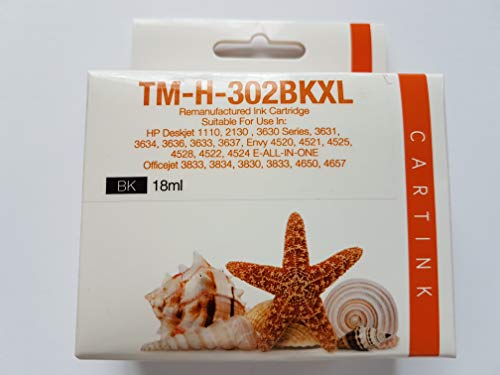 TM-H-302BKXL
Remanufactured Ink Cartridge
Suitable For Use In:
HP Deskjet 1110, 2130 , 3630 Series, 3631,
3634, 3636, 3633, 3637, Envy 4520, 4521, 4525,
4528, 4522, 4524 E-ALL-IN-ONE
Officejet 3833, 3834, 3830, 3833, 4650, 4657
BK 18ml
CARTINK